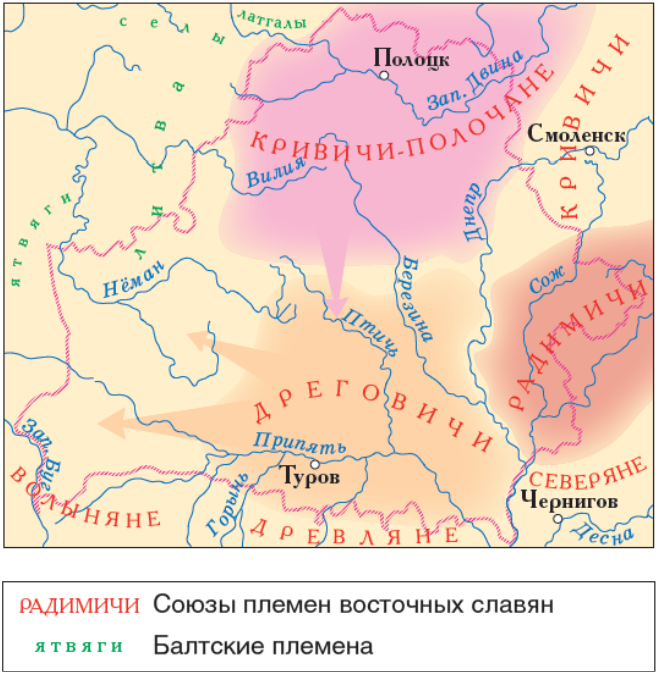 селы
латгалы
Полоцк
Зап. Двина
КРИВИЧИ-ПОЛОЧАНЕ
КРИВИЧИ
Смоленск
Вилия
литва
ятвяги
Днепр
Нёман
Березина
Сож
Птичь
РАДИМИЧИ
ДРЕГОВИЧИ
Припять
Туров
Зап. Буг
ВОЛЫНЯНЕ
Горынь
ДРЕВЛЯНЕ
СЕВЕРЯНЕ
Чернигов
Десна
РАДИМИЧИ Союзы племен восточных славян
ятвяги Балтские племена